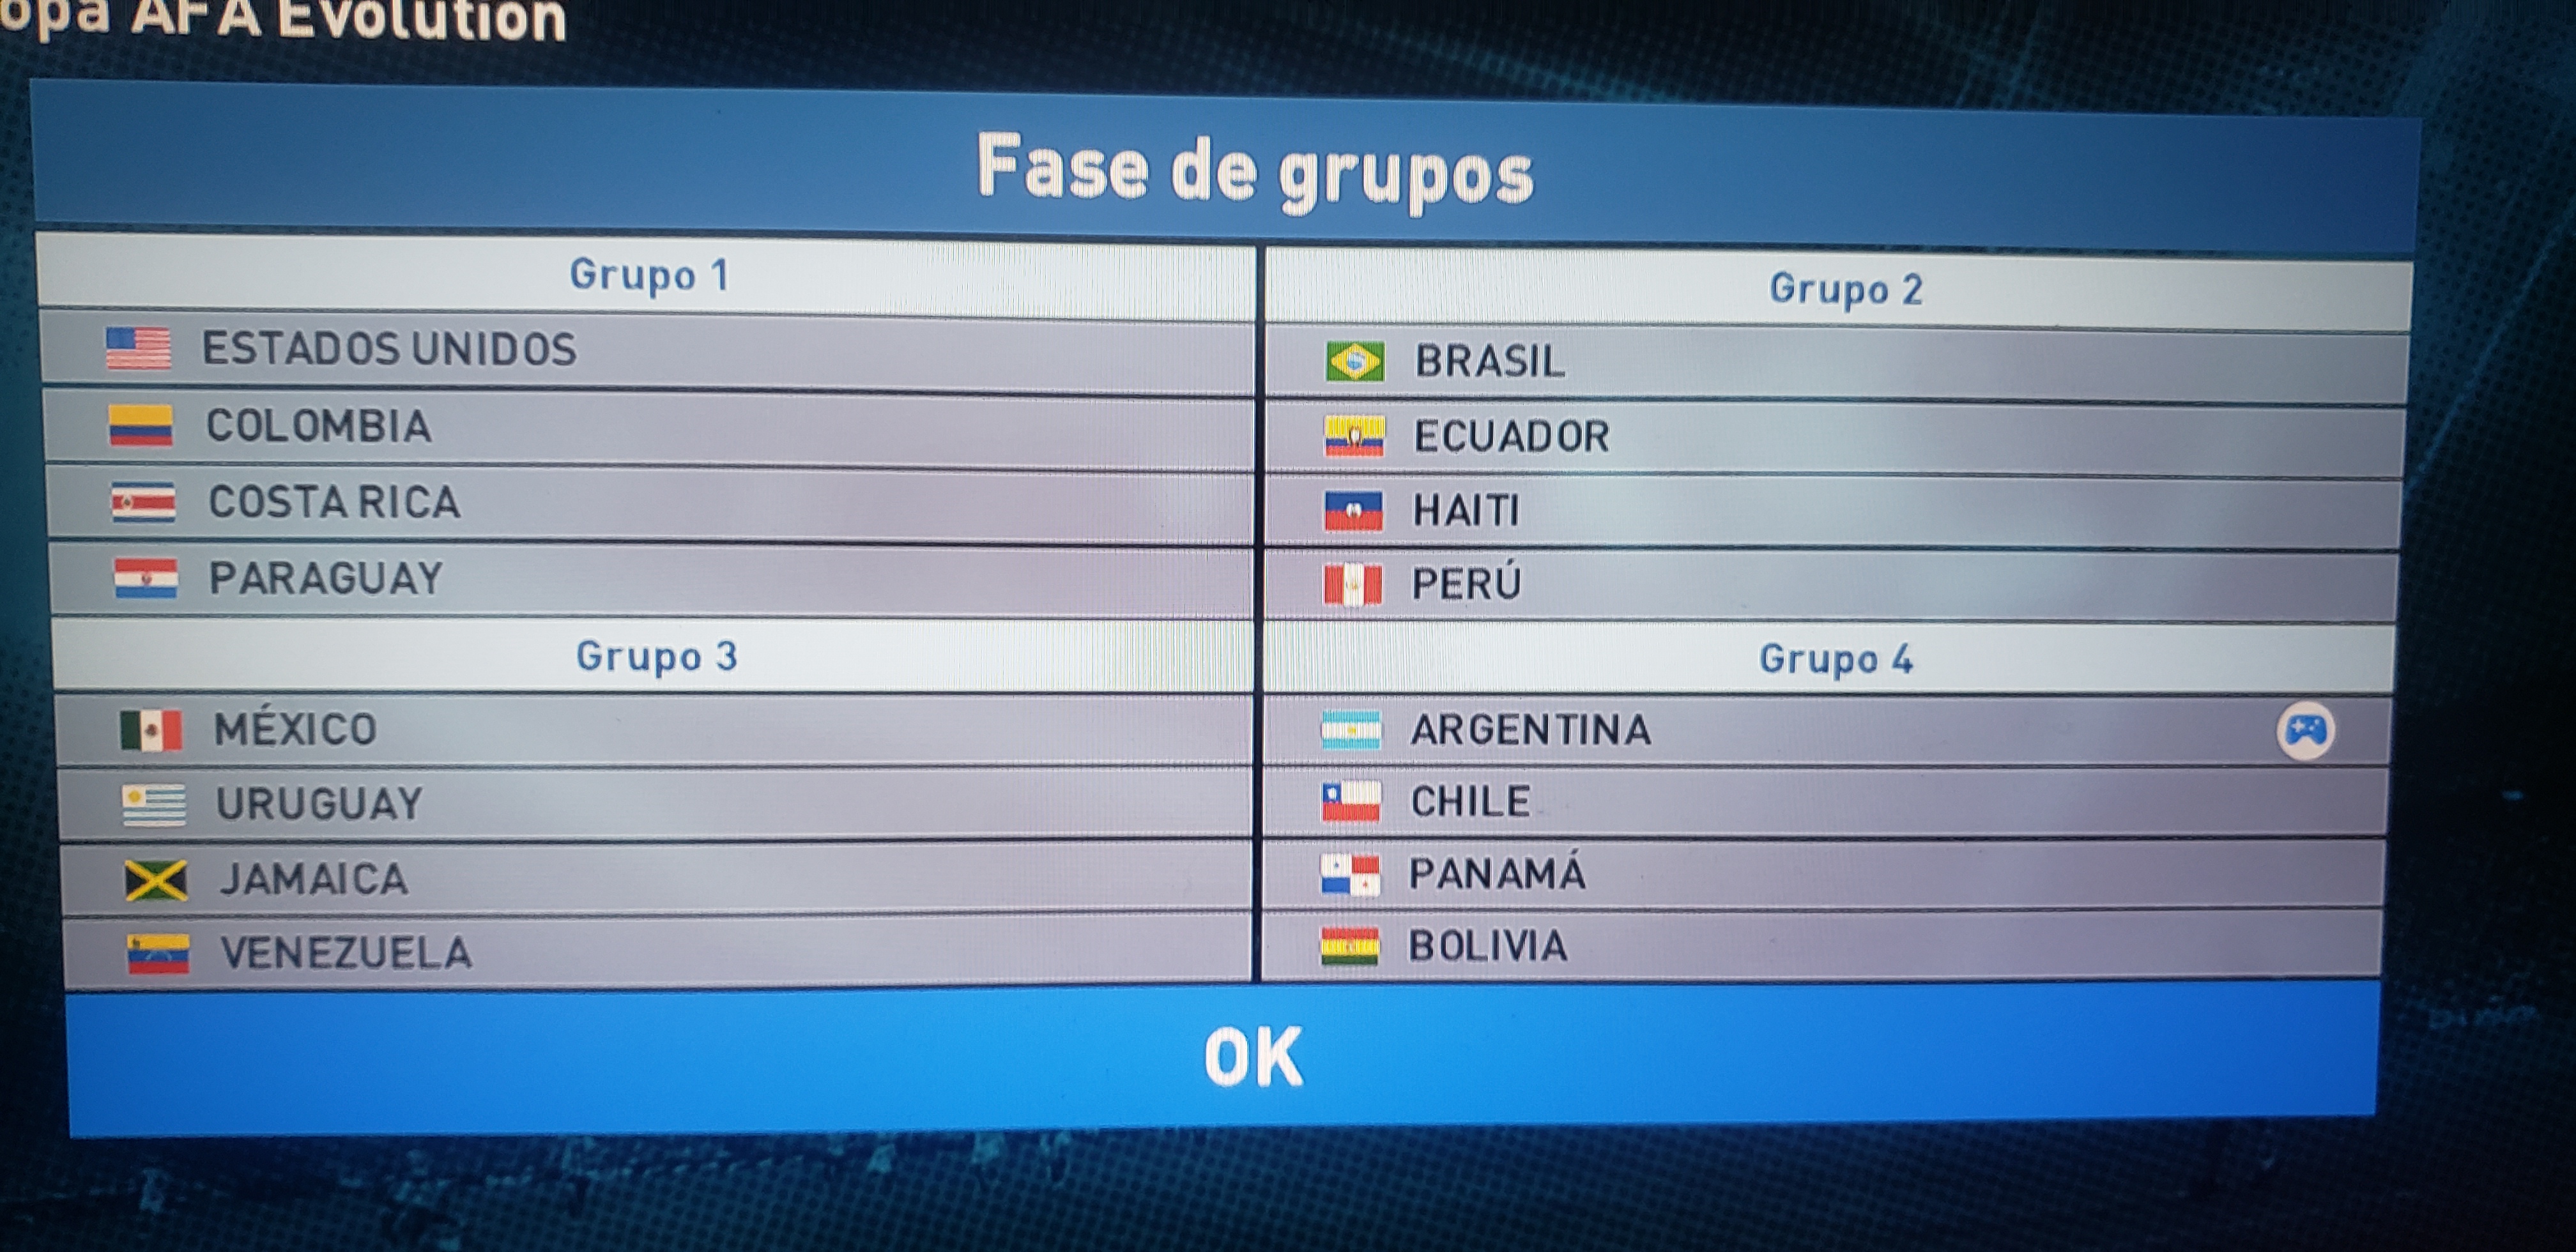 opa AFA Evolution
Fase de grupos
Grupo 1
ESTADOS UNIDOS
COLOMBIA
COSTA RICA
PARAGUAY
Grupo 2
BRASIL
ECUADOR
HAITI
PERÚ
Grupo 3
MÉXICO
URUGUAY
JAMAICA
VENEZUELA
Grupo 4
ARGENTINA
CHILE
PANAMÁ
BOLIVIA
OK